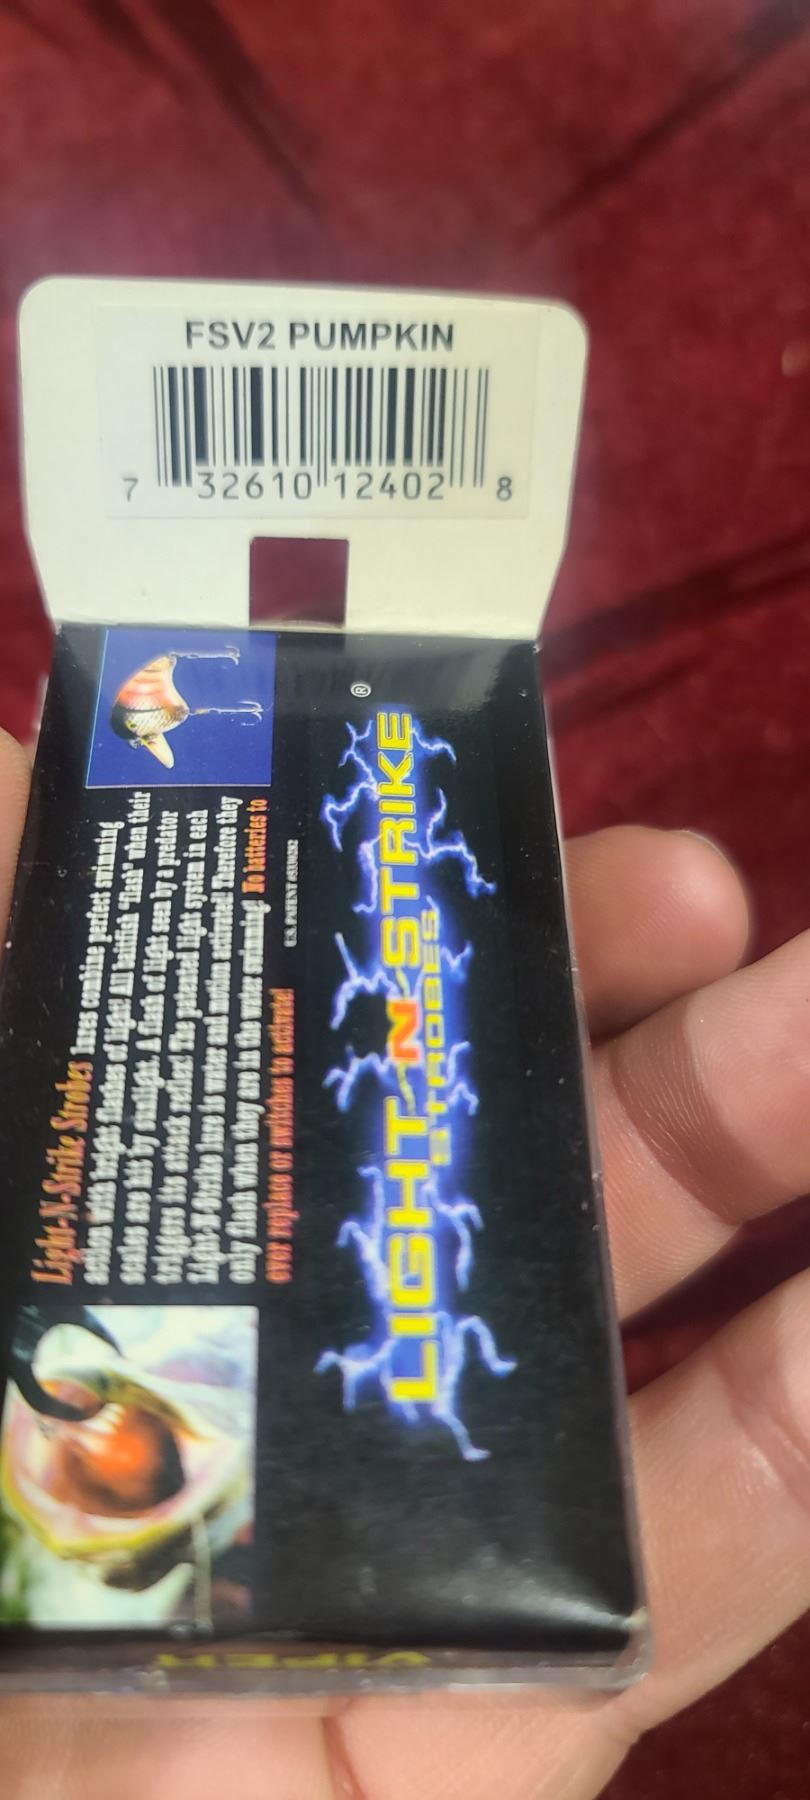 FSV2 PUMPKIN
7 32610 12402 8
Light-N-Strike Strobes lures combine perfect swimming
action with bright flashes of light! All baitfish "flash" when their
scales are hit by sunlight. A flash of light seen by a predator
triggers its attack reflex! The patented light system in each
Light-N-Strike lure is water and motion activated! Therefore they
only flash when they are in the water swimming! No batteries to
ever replace or switches to activate!
U.S. PATENT
®
LIGHT-N-STRIKE
STROBES
VIPER